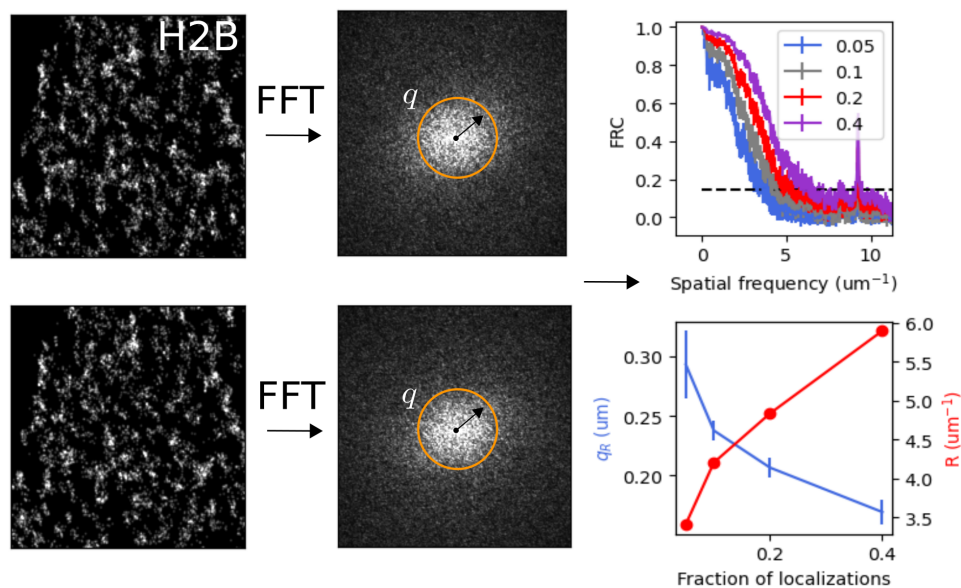 H2B
FFT
q
FRC
1.0
0.8
0.6
0.4
0.2
0.0
0.05
0.1
0.2
0.4
0
5
10
Spatial frequency (um⁻¹)
FFT
q
q_R (um)
0.30
0.25
0.20
6.0
5.5
5.0
4.5
4.0
3.5
R (um⁻¹)
0.2
0.4
Fraction of localizations